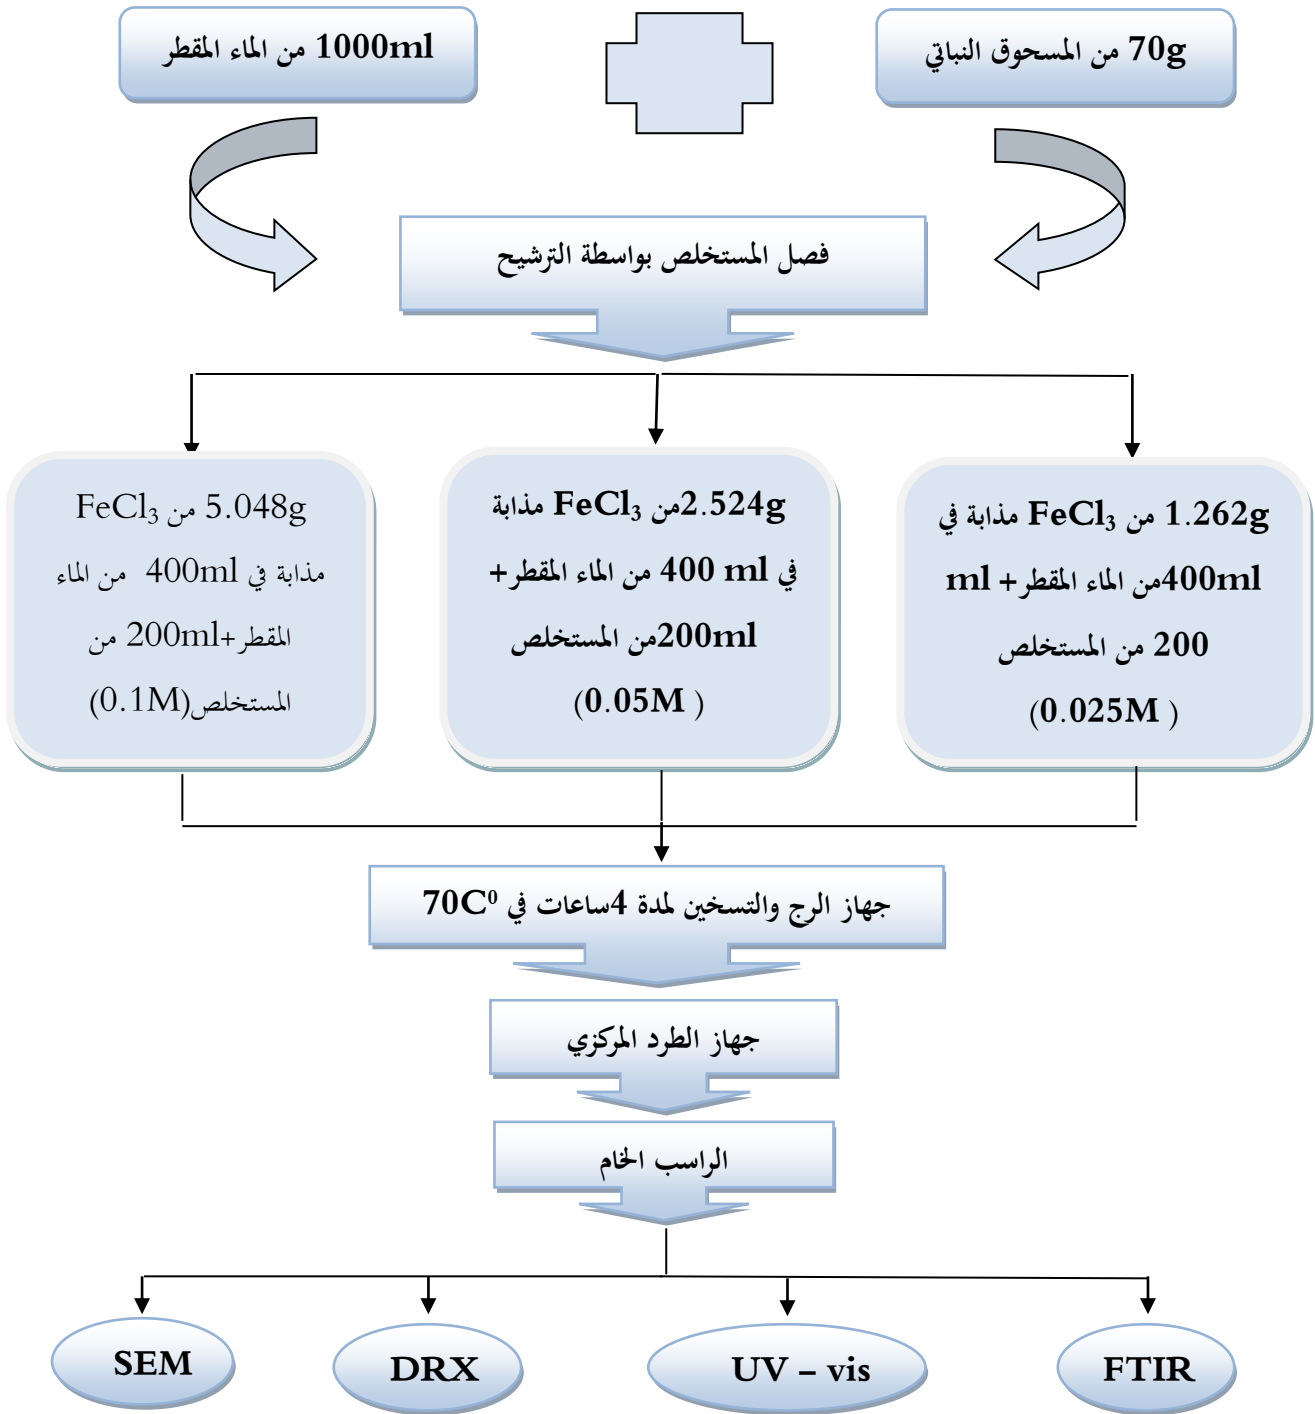 70g من المسحوق النباتي
1000ml من الماء المقطر
فصل المستخلص بواسطة الترشيح
1.262g من FeCl₃ مذابة في
400mlمن الماء المقطر+ ml
200 من المستخلص
(0.025M )
2.524gمن FeCl₃ مذابة
في 400 ml من الماء المقطر+
200mlمن المستخلص
(0.05M )
5.048g من FeCl₃
مذابة في 400ml من الماء
المقطر+200ml من
المستخلص(0.1M)
جهاز الرج والتسخين لمدة 4ساعات في 70C⁰
جهاز الطرد المركزي
الراسب الخام
SEM
DRX
UV – vis
FTIR